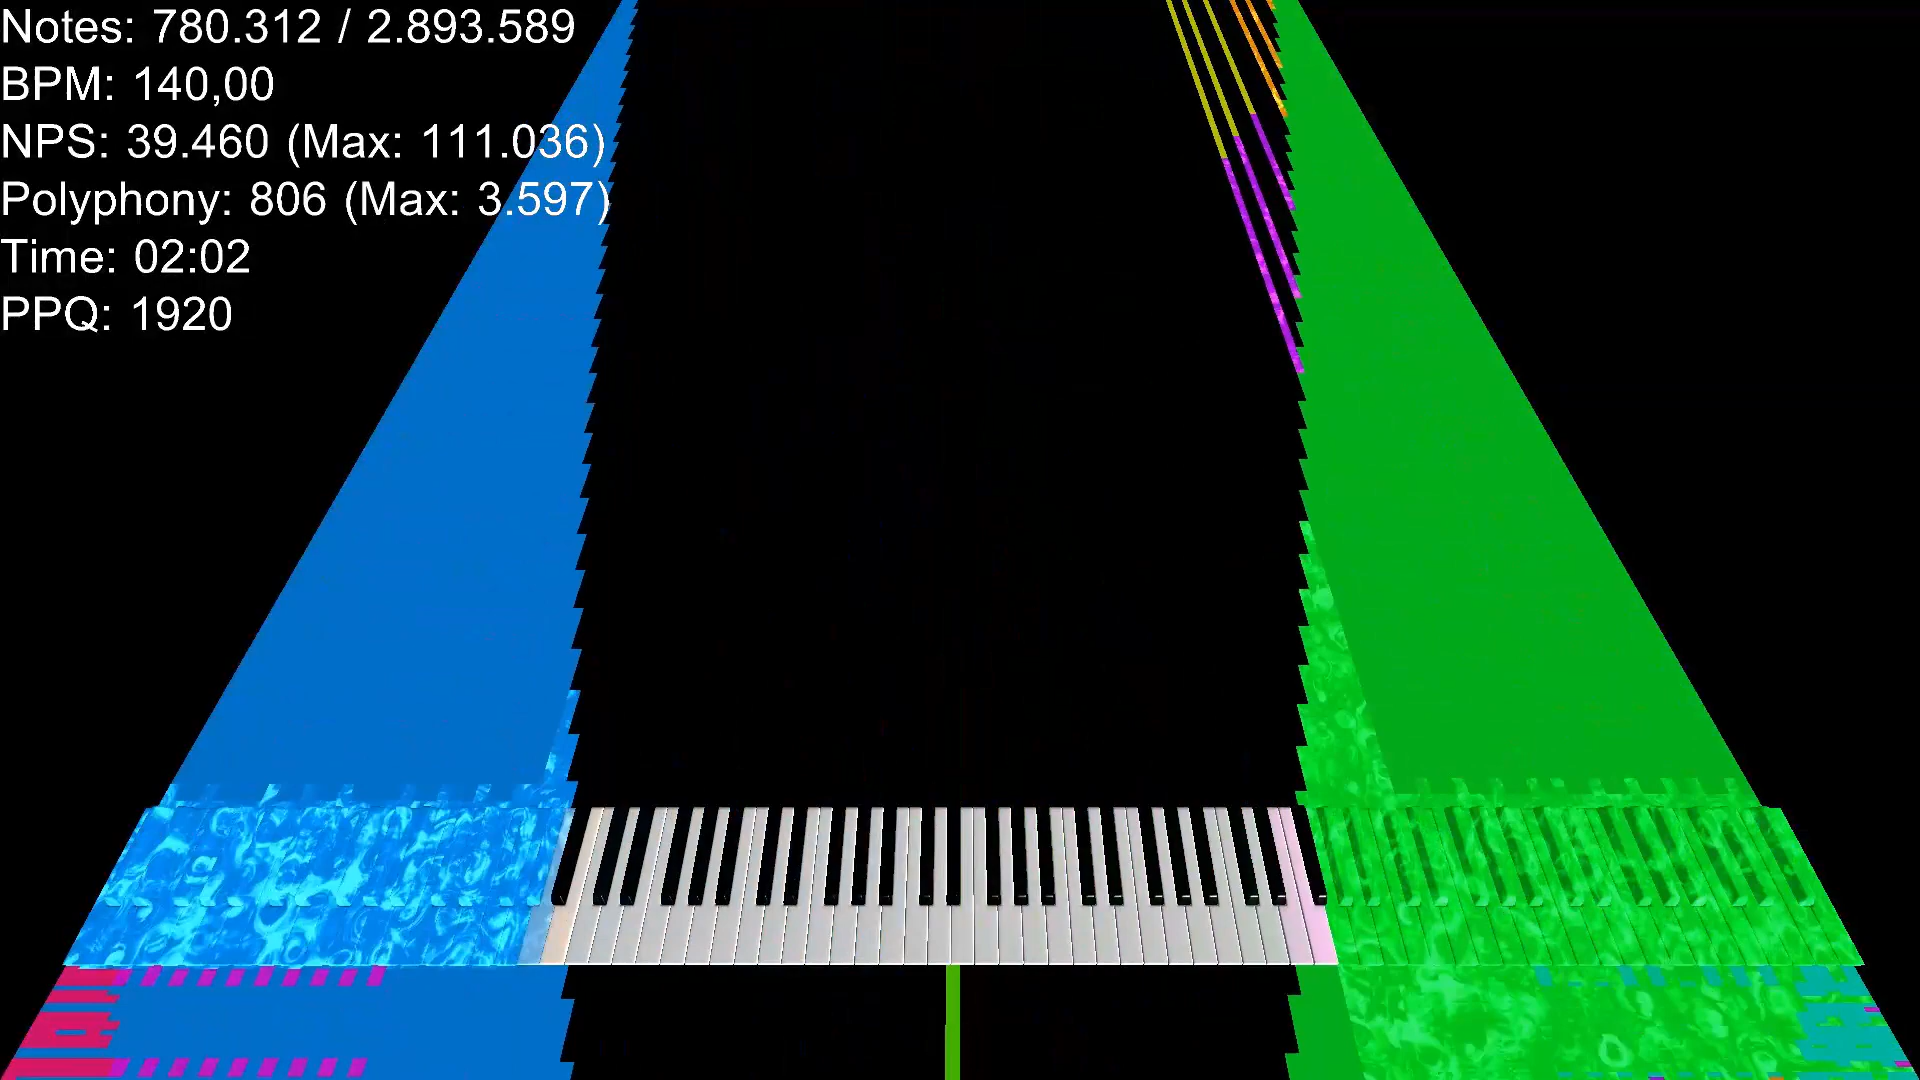 Notes: 780.312 / 2.893.589
BPM: 140,00
NPS: 39.460 (Max: 111.036)
Polyphony: 806 (Max: 3.597)
Time: 02:02
PPQ: 1920